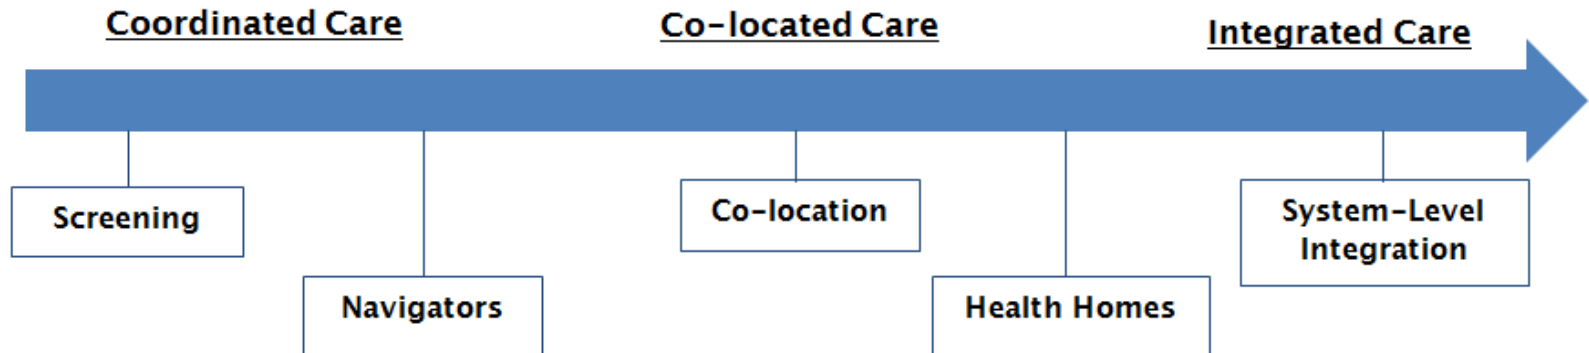 Coordinated Care
Co-located Care
Integrated Care
Screening
Navigators
Co-location
Health Homes
System-Level
Integration